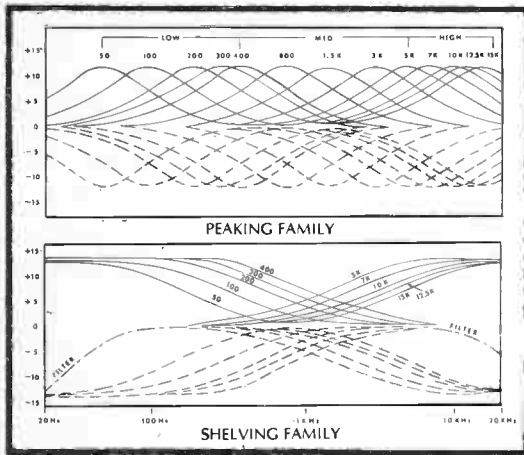 LOW MID HIGH
50 100 200 300 400 800 1.5K 3K 5K 7K 10K 12.5K 15K
+15
+10
+5
0
−5
−10
−15
PEAKING FAMILY
+15
+10
+5
0
−5
−10
−15
400
300
200
100
50
5K
7K
10K
15K 12.5K
FILTER
FILTER
20Hz 100Hz 1KHz 10KHz 20KHz
SHELVING FAMILY